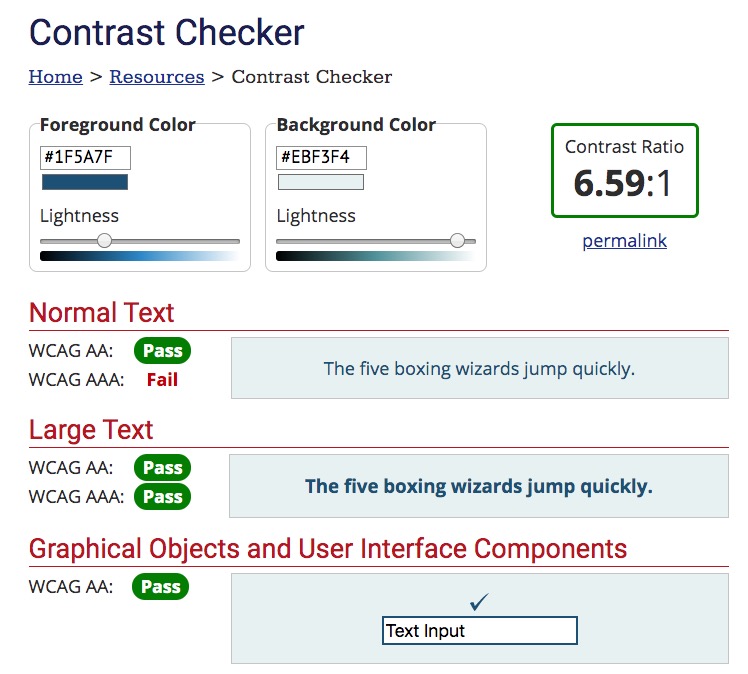 Contrast Checker
Home > Resources > Contrast Checker
Foreground Color
#1F5A7F
Lightness
Background Color
#EBF3F4
Lightness
Contrast Ratio
6.59:1
permalink
Normal Text
WCAG AA: Pass
WCAG AAA: Fail
The five boxing wizards jump quickly.
Large Text
WCAG AA: Pass
WCAG AAA: Pass
The five boxing wizards jump quickly.
Graphical Objects and User Interface Components
WCAG AA: Pass
✓
Text Input